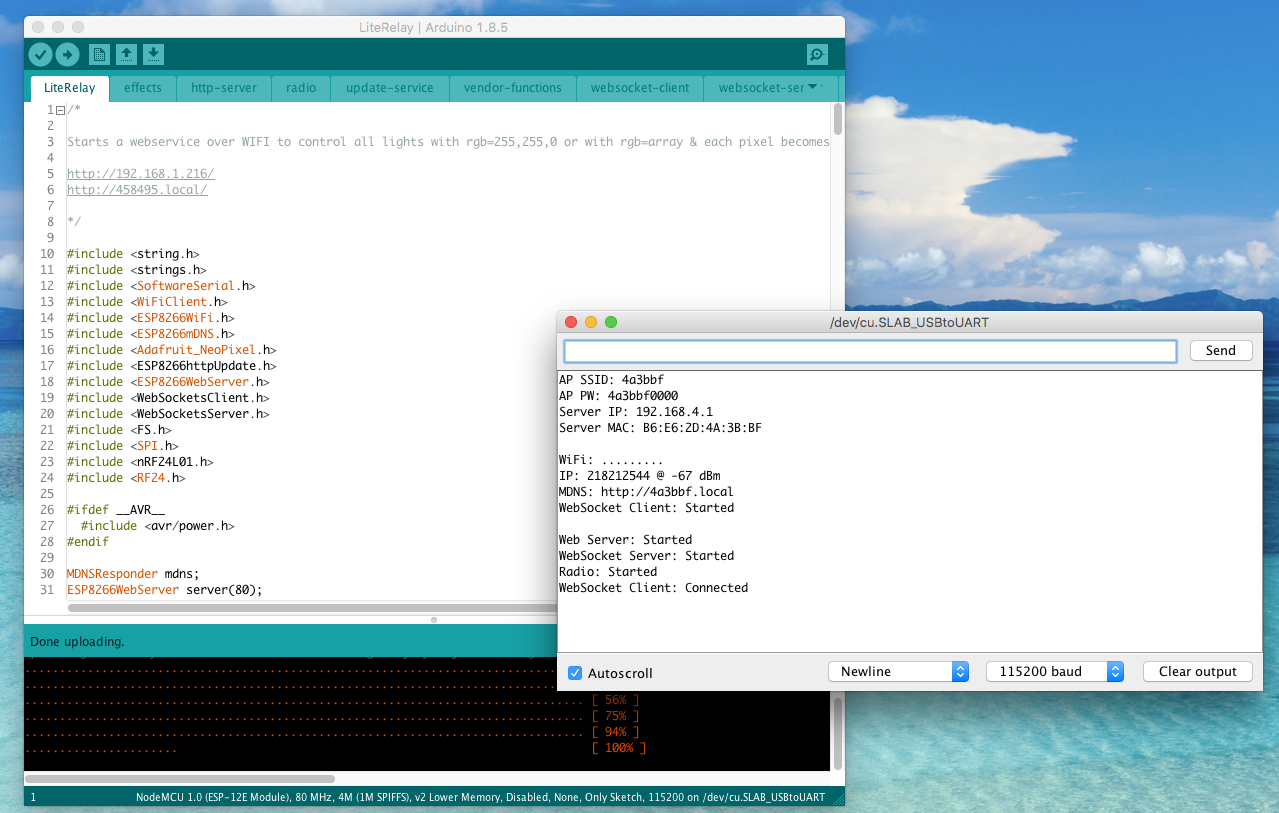 LiteRelay | Arduino 1.8.5
LiteRelay effects http-server radio update-service vendor-functions websocket-client websocket-ser
1 /*
2
3 Starts a webservice over WIFI to control all lights with rgb=255,255,0 or with rgb=array & each pixel becomes
4
5 http://192.168.1.216/
6 http://458495.local/
7
8 */
9
10 #include <string.h>
11 #include <strings.h>
12 #include <SoftwareSerial.h>
13 #include <WiFiClient.h>
14 #include <ESP8266WiFi.h>
15 #include <ESP8266mDNS.h>
16 #include <Adafruit_NeoPixel.h>
17 #include <ESP8266httpUpdate.h>
18 #include <ESP8266WebServer.h>
19 #include <WebSocketsClient.h>
20 #include <WebSocketsServer.h>
21 #include <FS.h>
22 #include <SPI.h>
23 #include <nRF24L01.h>
24 #include <RF24.h>
25
26 #ifdef __AVR__
27 #include <avr/power.h>
28 #endif
29
30 MDNSResponder mdns;
31 ESP8266WebServer server(80);
Done uploading.
................................................................................
................................................................................
................................................................................ [ 56% ]
................................................................................ [ 75% ]
................................................................................ [ 94% ]
...................... [ 100% ]
1 NodeMCU 1.0 (ESP-12E Module), 80 MHz, 4M (1M SPIFFS), v2 Lower Memory, Disabled, None, Only Sketch, 115200 on /dev/cu.SLAB_USBtoUART
/dev/cu.SLAB_USBtoUART
Send
AP SSID: 4a3bbf
AP PW: 4a3bbf0000
Server IP: 192.168.4.1
Server MAC: B6:E6:2D:4A:3B:BF
WiFi: .........
IP: 218212544 @ -67 dBm
MDNS: http://4a3bbf.local
WebSocket Client: Started
Web Server: Started
WebSocket Server: Started
Radio: Started
WebSocket Client: Connected
Autoscroll Newline 115200 baud Clear output